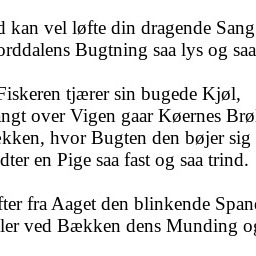 d kan vel løfte din dragende Sang
orddalens Bugtning saa lys og saa
Fiskeren tjærer sin bugede Kjøl,
ngt over Vigen gaar Køernes Brø
kken, hvor Bugten den bøjer sig
dter en Pige saa fast og saa trind.
fter fra Aaget den blinkende Span
ler ved Bækken dens Munding og